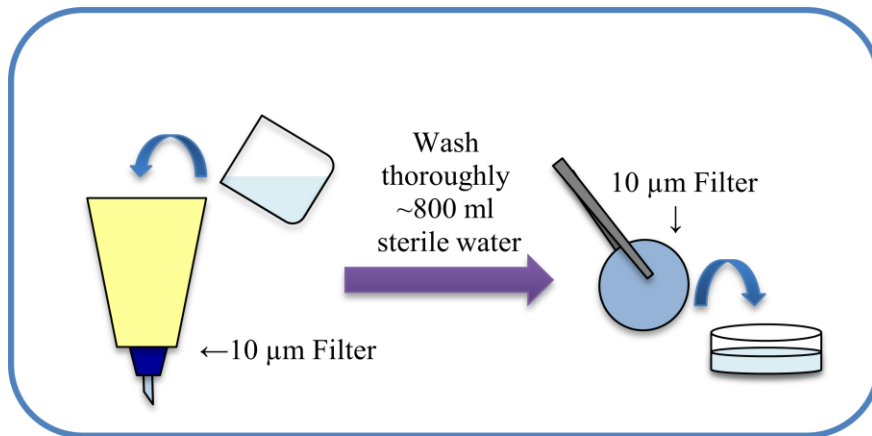 Wash
thoroughly
~800 ml
sterile water
10 µm Filter
↓
←10 µm Filter